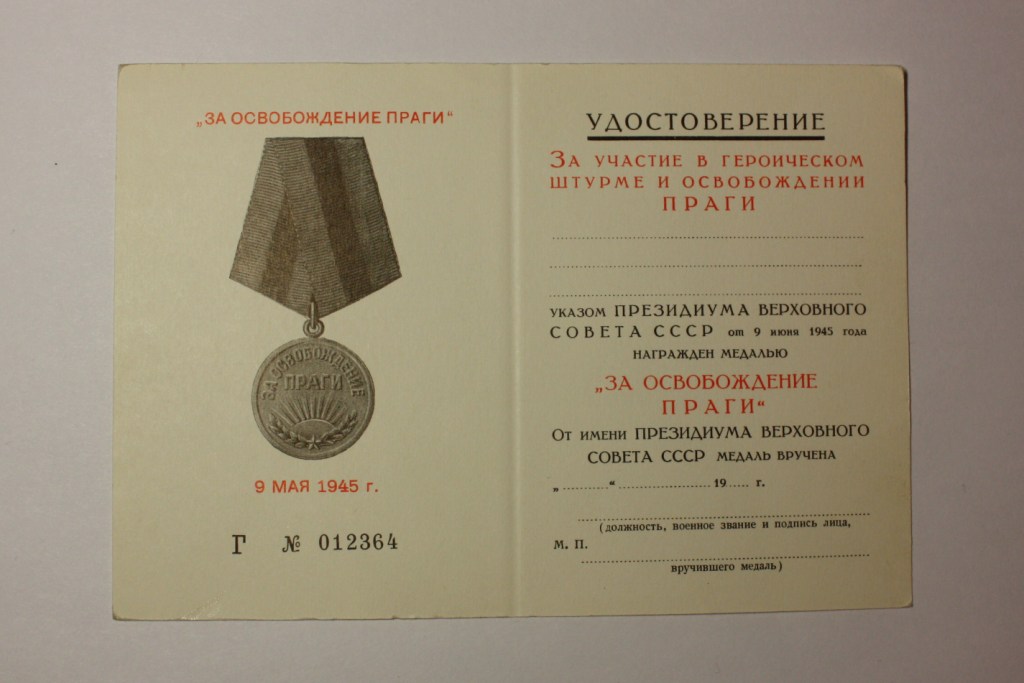 „ЗА ОСВОБОЖДЕНИЕ ПРАГИ“
ЗА ОСВОБОЖДЕНИЕ
ПРАГИ
9 МАЯ 1945 г.
Г № 012364
УДОСТОВЕРЕНИЕ
ЗА УЧАСТИЕ В ГЕРОИЧЕСКОМ
ШТУРМЕ И ОСВОБОЖДЕНИИ
ПРАГИ
УКАЗОМ ПРЕЗИДИУМА ВЕРХОВНОГО
СОВЕТА СССР от 9 июня 1945 года
НАГРАЖДЕН МЕДАЛЬЮ
„ЗА ОСВОБОЖДЕНИЕ
ПРАГИ“
ОТ ИМЕНИ ПРЕЗИДИУМА ВЕРХОВНОГО
СОВЕТА СССР МЕДАЛЬ ВРУЧЕНА
„...........“ ...................... 19..... г.
(должность, военное звание и подпись лица,
М. П.
вручившего медаль)